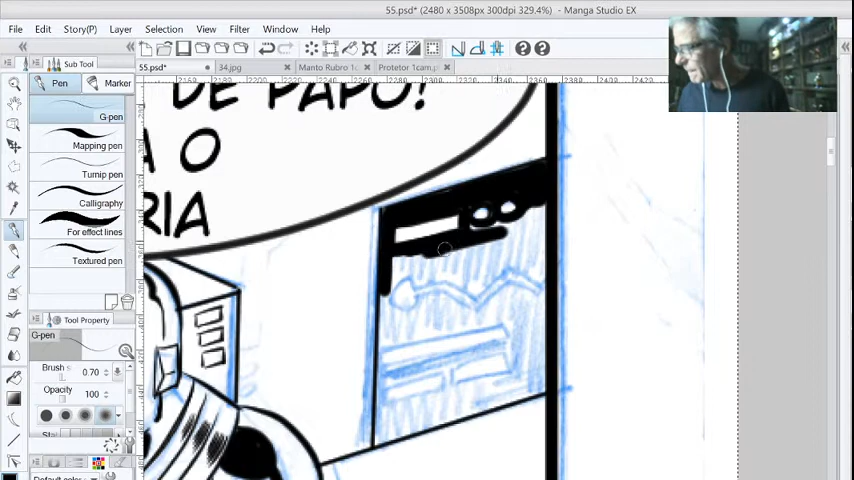 55.psd* (2480 x 3508px 300dpi 329.4%) - Manga Studio EX
File Edit Story(P) Layer Selection View Filter Window Help
Sub Tool
55.psd* 34.jpg Manto Rubro 1 Protetor 1cam.
Pen Marker
G-pen
Mapping pen
Turnip pen
Calligraphy
For effect lines
Textured pen
Tool Property
G-pen
Brush s 0.70
Opacity 100
Default color
DE PAPO!
A O
RIA